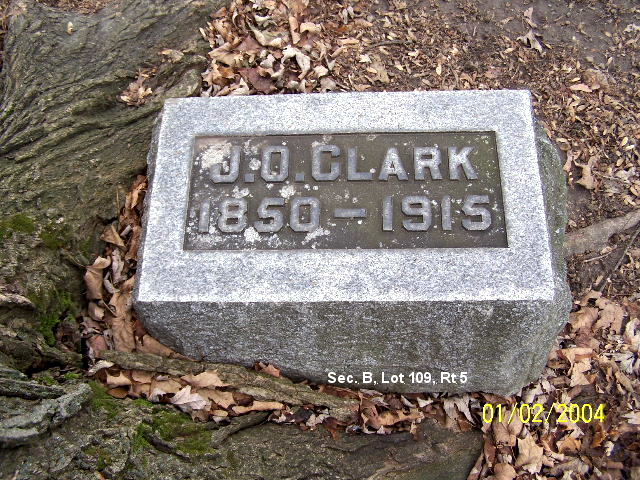 J.O. CLARK
1850 – 1915
Sec. B, Lot 109, Rt 5
01/02/2004